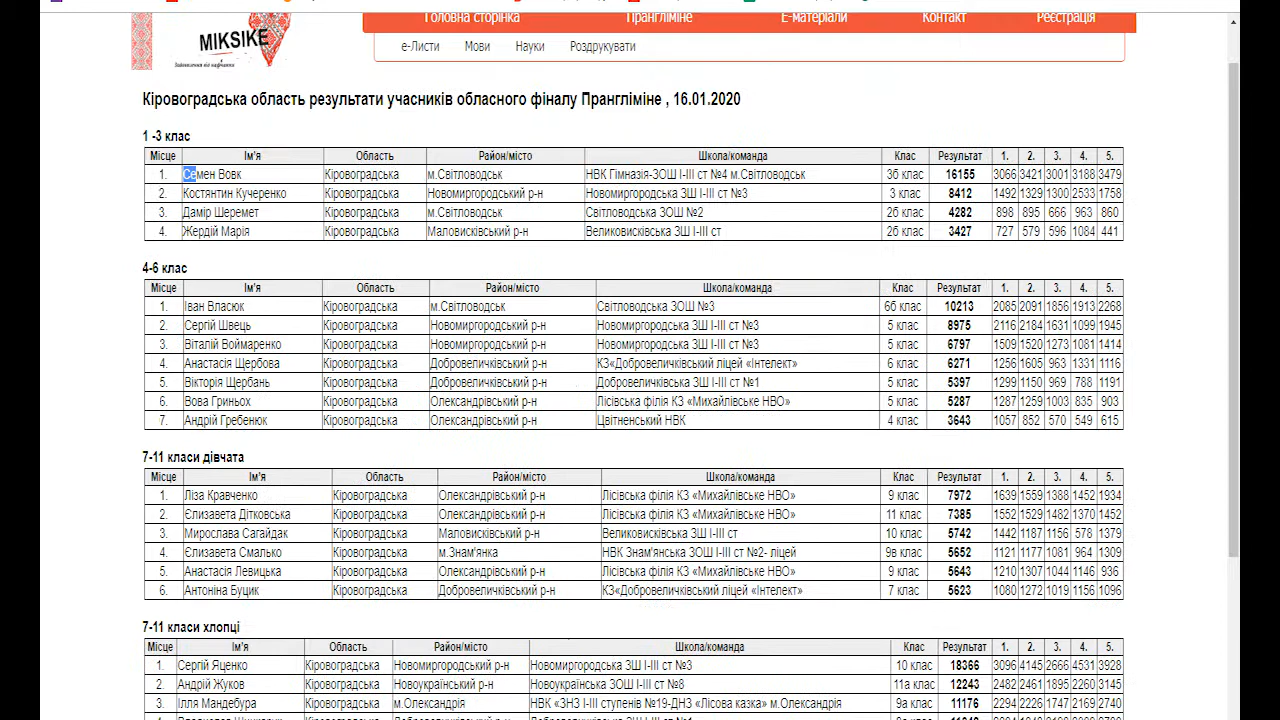 Головна сторінка Прангліміне E-матеріали Контакт Реєстрація
MIKSIKE
е-Листи Мови Науки Роздрукувати
Кіровоградська область результати учасників обласного фіналу Прангліміне , 16.01.2020
1 -3 клас
Місце Ім'я Область Район/місто Школа/команда Клас Результат 1. 2. 3. 4. 5.
1. Семен Вовк Кіровоградська м.Світловодськ НВК Гімназія-ЗОШ І-ІІІ ст №4 м.Світловодськ 3б клас 16155 3066 3421 3001 3188 3479
2. Костянтин Кучеренко Кіровоградська Новомиргородський р-н Новомиргородська ЗШ І-ІІІ ст №3 3 клас 8412 1492 1329 1300 2533 1758
3. Дамір Шеремет Кіровоградська м.Світловодськ Світловодська ЗОШ №2 2б клас 4282 898 895 666 963 860
4. Жердій Марія Кіровоградська Маловисківський р-н Великовисківська ЗШ І-ІІІ ст 2б клас 3427 727 579 596 1084 441
4-6 клас
Місце Ім'я Область Район/місто Школа/команда Клас Результат 1. 2. 3. 4. 5.
1. Іван Власюк Кіровоградська м.Світловодськ Світловодська ЗОШ №3 6б клас 10213 2085 2091 1856 1913 2268
2. Сергій Швець Кіровоградська Новомиргородський р-н Новомиргородська ЗШ І-ІІІ ст №3 5 клас 8975 2116 2184 1631 1099 1945
3. Віталій Воймаренко Кіровоградська Новомиргородський р-н Новомиргородська ЗШ І-ІІІ ст №3 5 клас 6797 1509 1520 1273 1081 1414
4. Анастасія Щербова Кіровоградська Добровеличківський р-н КЗ«Добровеличківський ліцей «Інтелект» 6 клас 6271 1256 1605 963 1331 1116
5. Вікторія Щербань Кіровоградська Добровеличківський р-н Добровеличківська ЗШ І-ІІІ ст №1 5 клас 5397 1299 1150 969 788 1191
6. Вова Гриньох Кіровоградська Олександрівський р-н Лісівська філія КЗ «Михайлівське НВО» 5 клас 5287 1287 1259 1003 835 903
7. Андрій Гребенюк Кіровоградська Олександрівський р-н Цвітненський НВК 4 клас 3643 1057 852 570 549 615
7-11 класи дівчата
Місце Ім'я Область Район/місто Школа/команда Клас Результат 1. 2. 3. 4. 5.
1. Ліза Кравченко Кіровоградська Олександрівський р-н Лісівська філія КЗ «Михайлівське НВО» 9 клас 7972 1639 1559 1388 1452 1934
2. Єлизавета Дітковська Кіровоградська Олександрівський р-н Лісівська філія КЗ «Михайлівське НВО» 11 клас 7385 1552 1529 1482 1370 1452
3. Мирослава Сагайдак Кіровоградська Маловисківський р-н Великовисківська ЗШ І-ІІІ ст 10 клас 5742 1442 1187 1156 578 1379
4. Єлизавета Смалько Кіровоградська м.Знам'янка НВК Знам'янська ЗОШ І-ІІІ ст №2- ліцей 9в клас 5652 1121 1177 1081 964 1309
5. Анастасія Левицька Кіровоградська Олександрівський р-н Лісівська філія КЗ «Михайлівське НВО» 9 клас 5643 1210 1307 1044 1146 936
6. Антоніна Буцик Кіровоградська Добровеличківський р-н КЗ«Добровеличківський ліцей «Інтелект» 7 клас 5623 1080 1272 1019 1156 1096
7-11 класи хлопці
Місце Ім'я Область Район/місто Школа/команда Клас Результат 1. 2. 3. 4. 5.
1. Сергій Яценко Кіровоградська Новомиргородський р-н Новомиргородська ЗШ І-ІІІ ст №3 10 клас 18366 3096 4145 2666 4531 3928
2. Андрій Жуков Кіровоградська Новоукраїнський р-н Новоукраїнська ЗОШ І-ІІІ ст №8 11а клас 12243 2482 2461 1895 2260 3145
3. Ілля Мандебура Кіровоградська м.Олександрія НВК «ЗНЗ І-ІІІ ступенів №19-ДНЗ «Лісова казка» м.Олександрія 9а клас 11176 2294 2226 1747 2169 2740